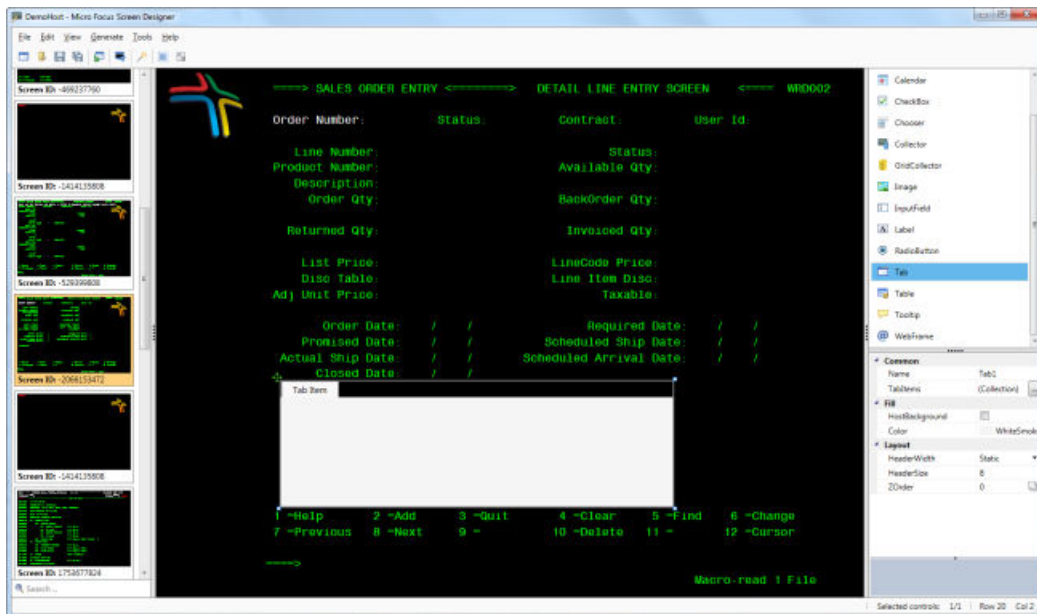 DemoHost - Micro Focus Screen Designer
File Edit View Generate Tools Help
Screen ID: -469237760
Screen ID: -1414135808
Screen ID: -529399808
Screen ID: -2066153472
Screen ID: -1414135808
Screen ID: 1753677824
Search ...
====> SALES ORDER ENTRY <=========> DETAIL LINE ENTRY SCREEN <==== WRD002
Order Number: Status: Contract: User Id:
Line Number: Status:
Product Number: Available Qty:
Description:
Order Qty: BackOrder Qty:
Returned Qty: Invoiced Qty:
List Price: LineCode Price:
Disc Table: Line Item Disc:
Adj Unit Price: Taxable:
Order Date: / / Required Date: / /
Promised Date: / / Scheduled Ship Date: / /
Actual Ship Date: / / Scheduled Arrival Date: / /
Closed Date: / /
Tab Item
1 =Help 2 =Add 3 =Quit 4 =Clear 5 =Find 6 =Change
7 =Previous 8 =Next 9 = 10 =Delete 11 = 12 =Cursor
====>
Macro-read 1 File
Calendar
CheckBox
Chooser
Collector
GridCollector
Image
InputField
Label
RadioButton
Tab
Table
Tooltip
WebFrame
Common
Name Tab1
TabItems (Collection) ...
Fill
HostBackground
Color WhiteSmok
Layout
HeaderWidth Static
HeaderSize 8
ZOrder 0
Selected controls: 1/1 Row 20 Col 2